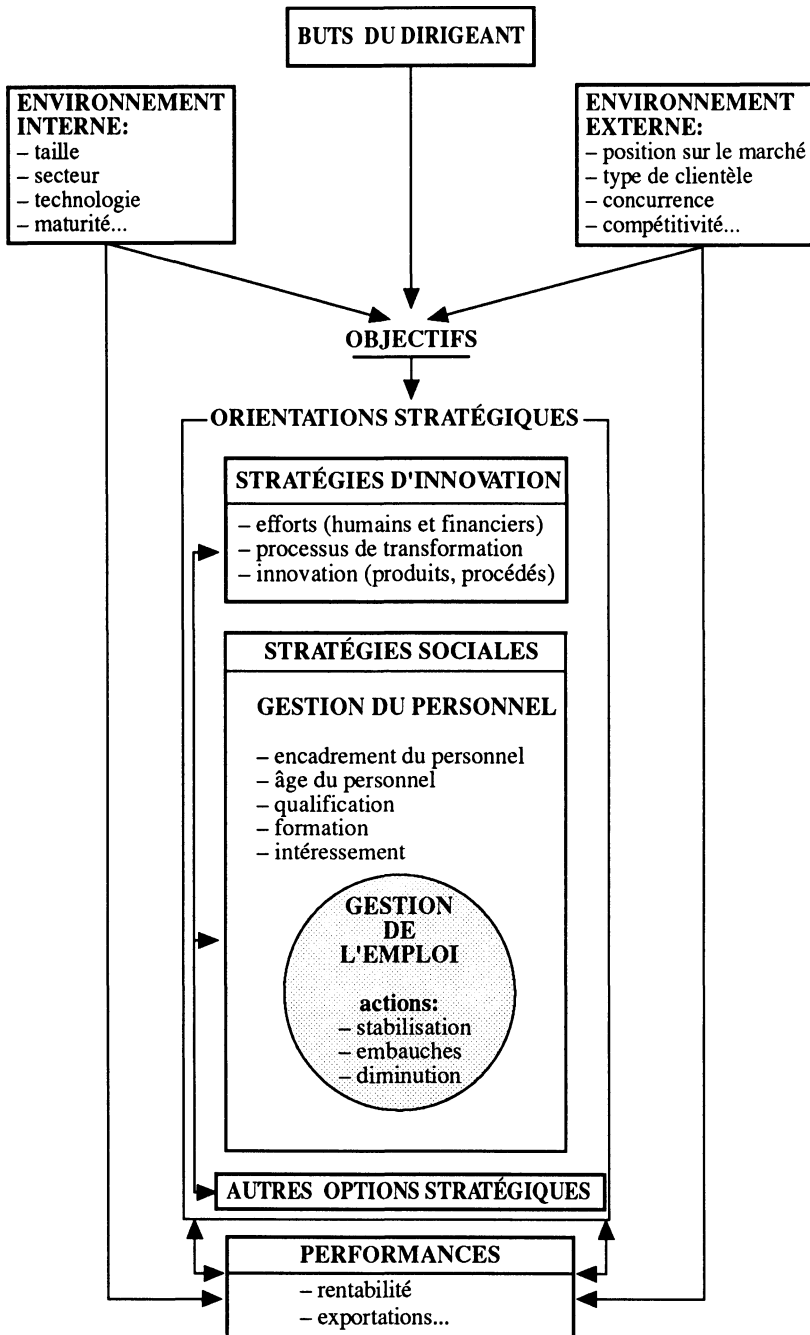 BUTS DU DIRIGEANT
ENVIRONNEMENT
INTERNE:
– taille
– secteur
– technologie
– maturité...
ENVIRONNEMENT
EXTERNE:
– position sur le marché
– type de clientèle
– concurrence
– compétitivité...
OBJECTIFS
ORIENTATIONS STRATÉGIQUES
STRATÉGIES D'INNOVATION
– efforts (humains et financiers)
– processus de transformation
– innovation (produits, procédés)
STRATÉGIES SOCIALES
GESTION DU PERSONNEL
– encadrement du personnel
– âge du personnel
– qualification
– formation
– intéressement
GESTION
DE
L'EMPLOI
actions:
– stabilisation
– embauches
– diminution
AUTRES OPTIONS STRATÉGIQUES
PERFORMANCES
– rentabilité
– exportations...